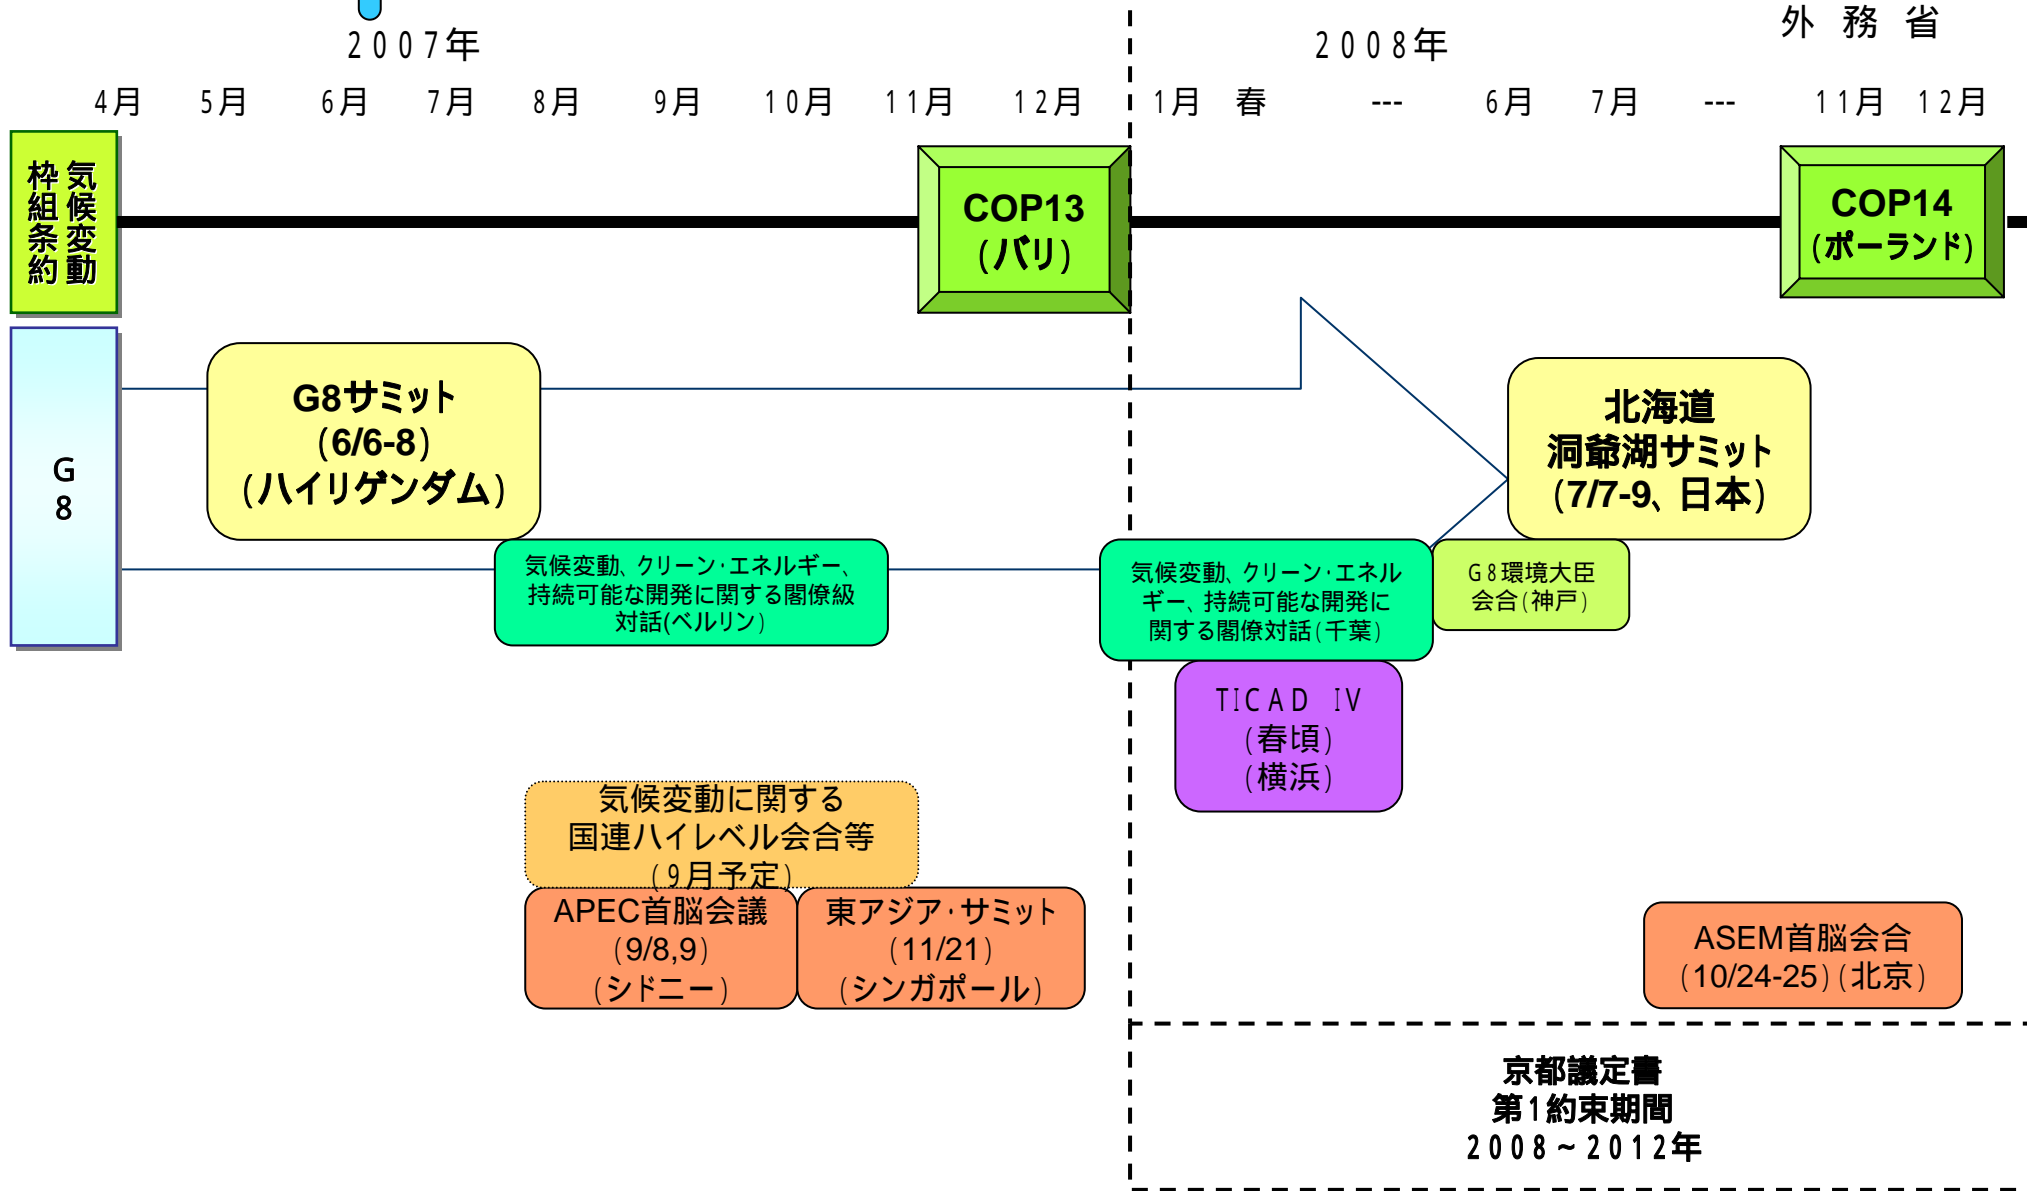 外務省
2007年
2008年
4月 5月 6月 7月 8月 9月 10月 11月 12月 1月 春 --- 6月 7月 --- 11月 12月
気候変動
枠組条約
COP13
(バリ)
COP14
(ポーランド)
G
8
G8サミット
(6/6-8)
(ハイリゲンダム)
北海道
洞爺湖サミット
(7/7-9、日本)
気候変動、クリーン・エネルギー、
持続可能な開発に関する閣僚級
対話(ベルリン)
気候変動、クリーン・エネル
ギー、持続可能な開発に
関する閣僚対話(千葉)
G8環境大臣
会合(神戸)
TICAD IV
(春頃)
(横浜)
気候変動に関する
国連ハイレベル会合等
(9月予定)
APEC首脳会議
(9/8,9)
(シドニー)
東アジア・サミット
(11/21)
(シンガポール)
ASEM首脳会合
(10/24-25)(北京)
京都議定書
第1約束期間
2008~2012年